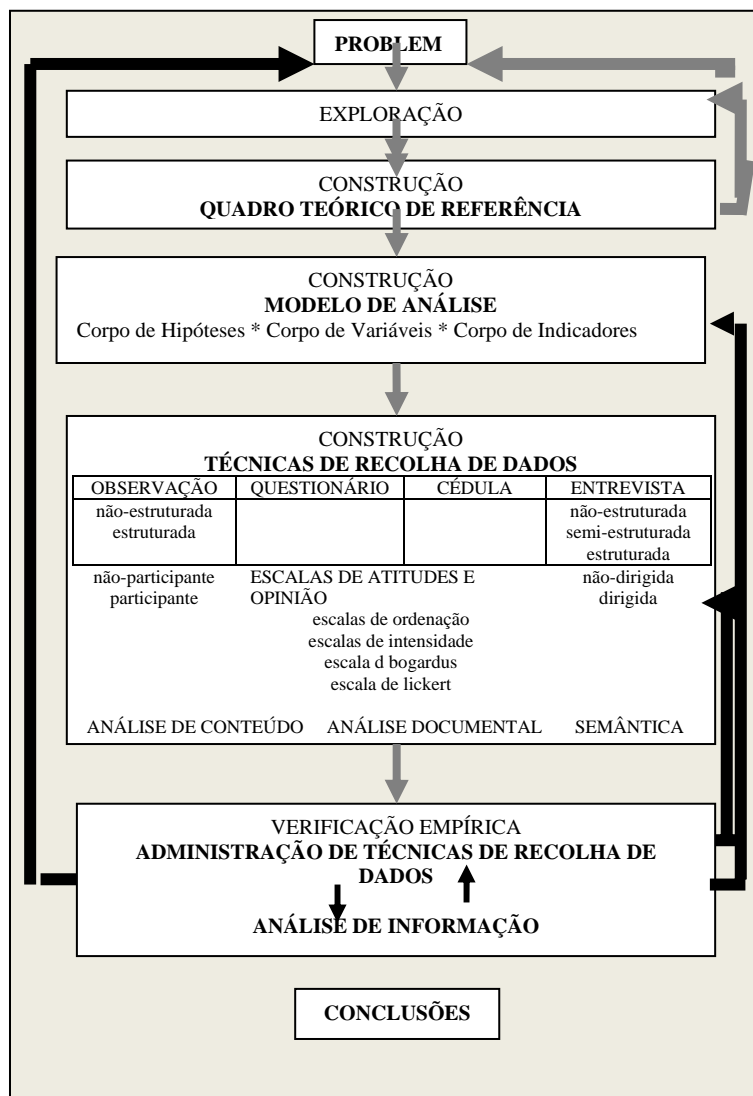 PROBLEM
EXPLORAÇÃO
CONSTRUÇÃO
QUADRO TEÓRICO DE REFERÊNCIA
CONSTRUÇÃO
MODELO DE ANÁLISE
Corpo de Hipóteses * Corpo de Variáveis * Corpo de Indicadores
CONSTRUÇÃO
TÉCNICAS DE RECOLHA DE DADOS
OBSERVAÇÃO QUESTIONÁRIO CÉDULA ENTREVISTA
não-estruturada não-estruturada
estruturada semi-estruturada
estruturada
não-participante ESCALAS DE ATITUDES E não-dirigida
participante OPINIÃO dirigida
escalas de ordenação
escalas de intensidade
escala d bogardus
escala de lickert
ANÁLISE DE CONTEÚDO ANÁLISE DOCUMENTAL SEMÂNTICA
VERIFICAÇÃO EMPÍRICA
ADMINISTRAÇÃO DE TÉCNICAS DE RECOLHA DE
DADOS
ANÁLISE DE INFORMAÇÃO
CONCLUSÕES